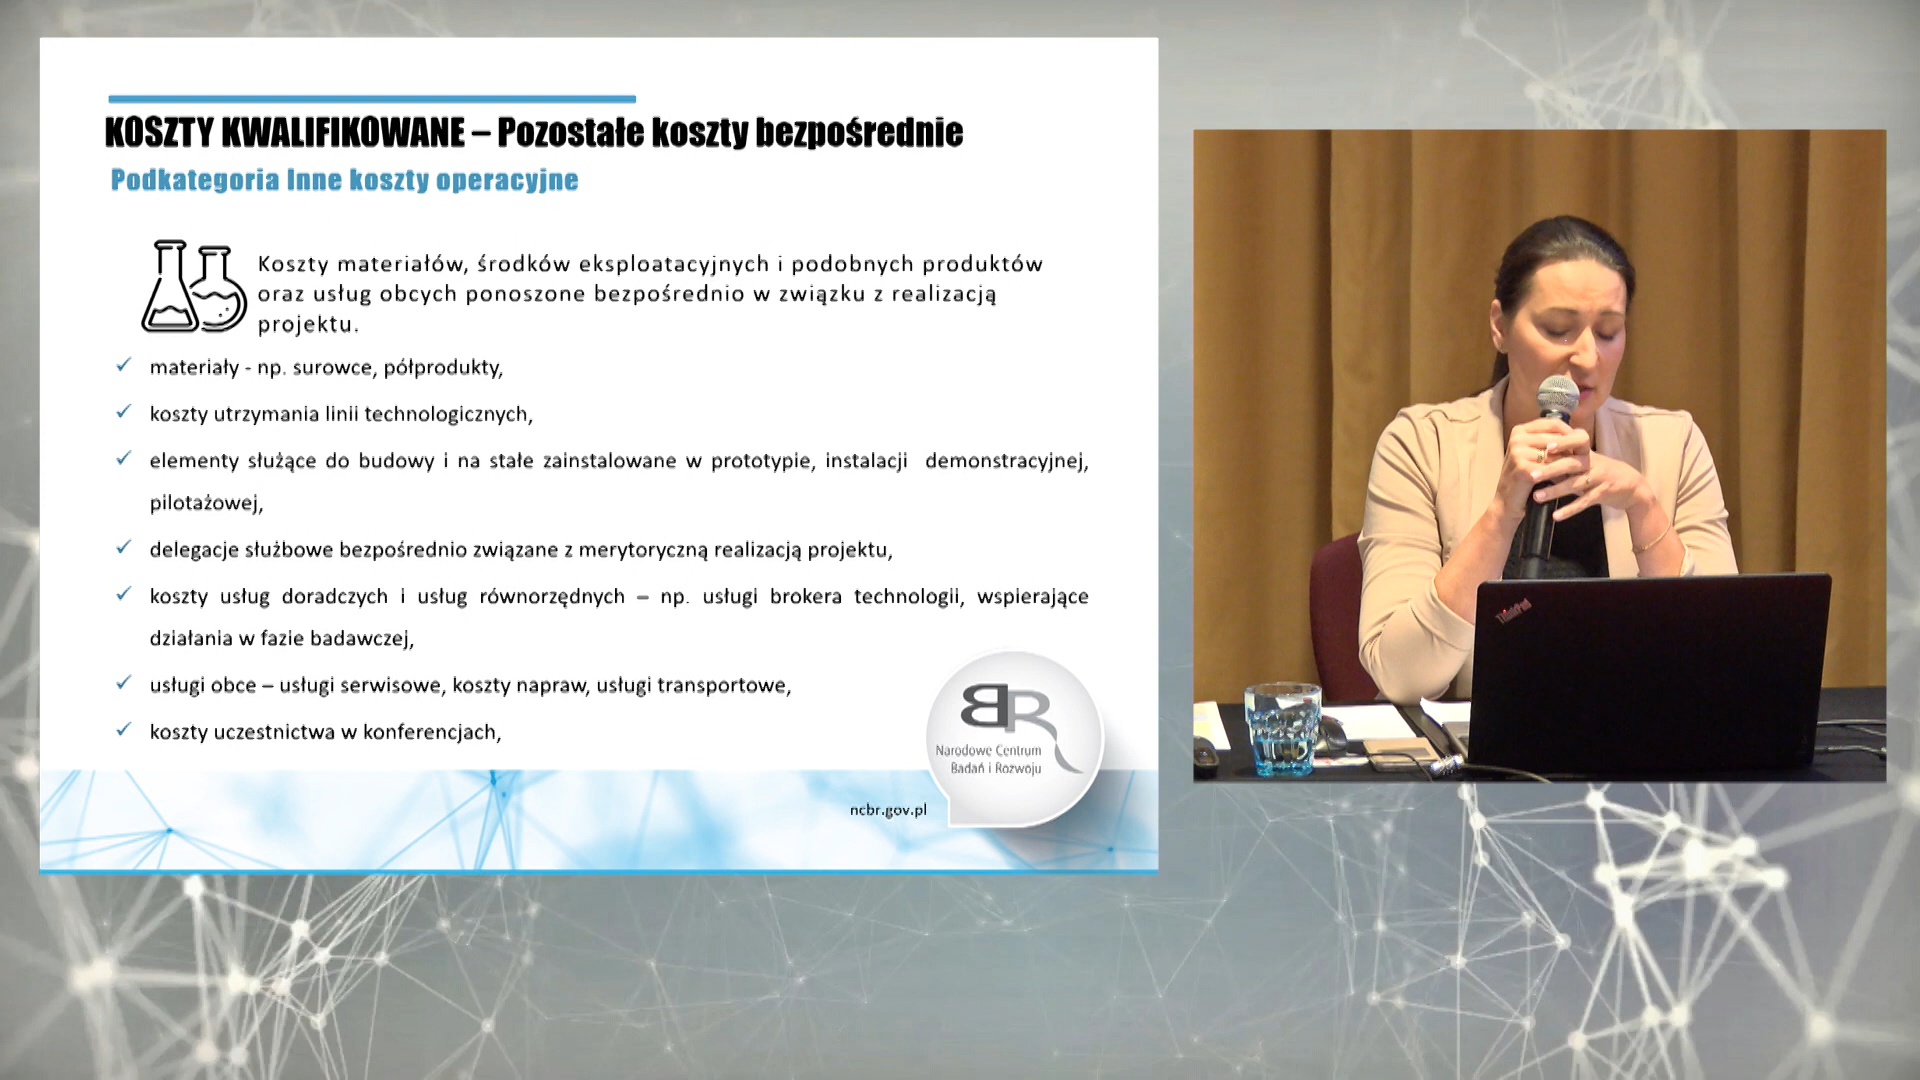 KOSZTY KWALIFIKOWANE – Pozostałe koszty bezpośrednie
Podkategoria Inne koszty operacyjne
Koszty materiałów, środków eksploatacyjnych i podobnych produktów
oraz usług obcych ponoszone bezpośrednio w związku z realizacją
projektu.
✓ materiały - np. surowce, półprodukty,
✓ koszty utrzymania linii technologicznych,
✓ elementy służące do budowy i na stałe zainstalowane w prototypie, instalacji demonstracyjnej,
pilotażowej,
✓ delegacje służbowe bezpośrednio związane z merytoryczną realizacją projektu,
✓ koszty usług doradczych i usług równorzędnych – np. usługi brokera technologii, wspierające
działania w fazie badawczej,
✓ usługi obce – usługi serwisowe, koszty napraw, usługi transportowe,
✓ koszty uczestnictwa w konferencjach,
BR
Narodowe Centrum
Badań i Rozwoju
ncbr.gov.pl
ThinkPad